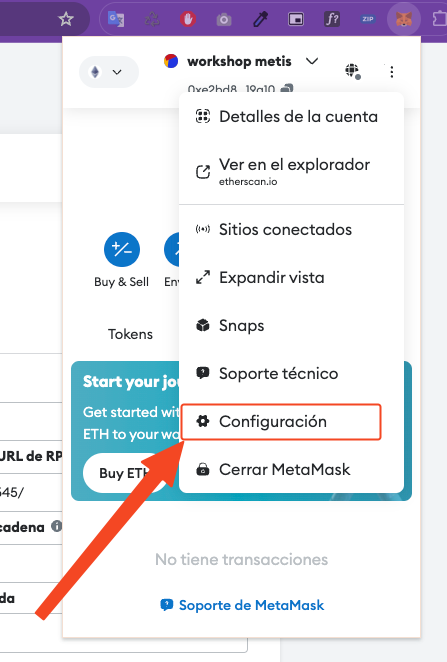 f?
ZIP
workshop metis
0xe2bd8...19a10
Detalles de la cuenta
Ver en el explorador
etherscan.io
Sitios conectados
Expandir vista
Buy & Sell
Snaps
Tokens
Soporte técnico
Start your jou
Get started wit
Configuración
ETH to your wa
URL de RP
Buy ETH
Cerrar MetaMask
545/
cadena
No tiene transacciones
da
Soporte de MetaMask